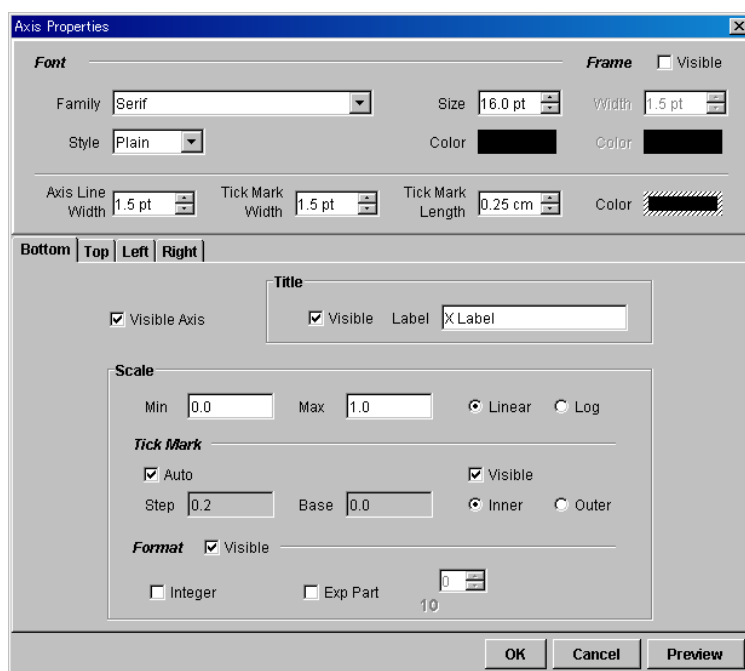 Axis Properties
Font
Frame Visible
Family Serif Size 16.0 pt Width 1.5 pt
Style Plain Color Color
Axis Line Width 1.5 pt Tick Mark Width 1.5 pt Tick Mark Length 0.25 cm Color
Bottom Top Left Right
Title
Visible Axis Visible Label X Label
Scale
Min 0.0 Max 1.0 Linear Log
Tick Mark
Auto Visible
Step 0.2 Base 0.0 Inner Outer
Format Visible
Integer Exp Part 10 0
OK Cancel Preview